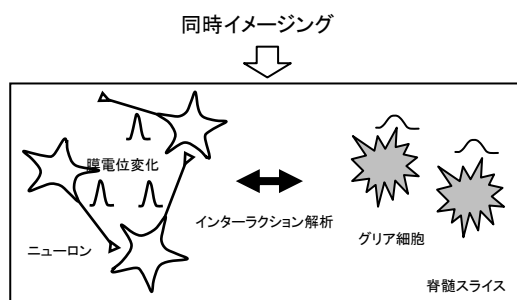 同時イメージング
膜電位変化
ニューロン
インターラクション解析
グリア細胞
脊髄スライス